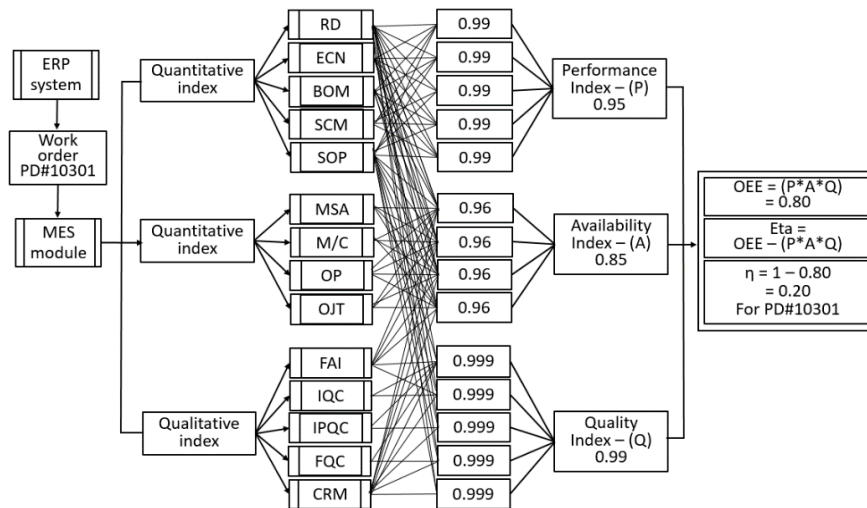 ERP
system
Work
order
PD#10301
MES
module
Quantitative
index
Quantitative
index
Qualitative
index
RD
ECN
BOM
SCM
SOP
MSA
M/C
OP
OJT
FAI
IQC
IPQC
FQC
CRM
0.99
0.99
0.99
0.99
0.99
0.96
0.96
0.96
0.96
0.999
0.999
0.999
0.999
0.999
Performance
Index – (P)
0.95
Availability
Index – (A)
0.85
Quality
Index – (Q)
0.99
OEE = (P*A*Q)
= 0.80
Eta =
OEE – (P*A*Q)
η = 1 – 0.80
= 0.20
For PD#10301